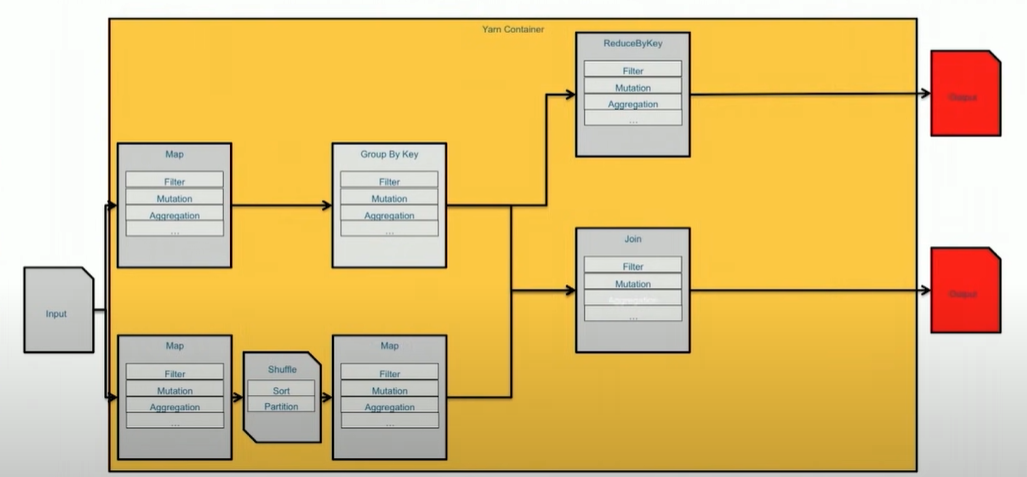 Yarn Container
ReduceByKey
Filter
Mutation
Aggregation
...
Output
Map
Filter
Mutation
Aggregation
...
Group By Key
Filter
Mutation
Aggregation
...
Join
Filter
Mutation
Aggregation
...
Output
Input
Map
Filter
Mutation
Aggregation
...
Shuffle
Sort
Partition
Map
Filter
Mutation
Aggregation
...